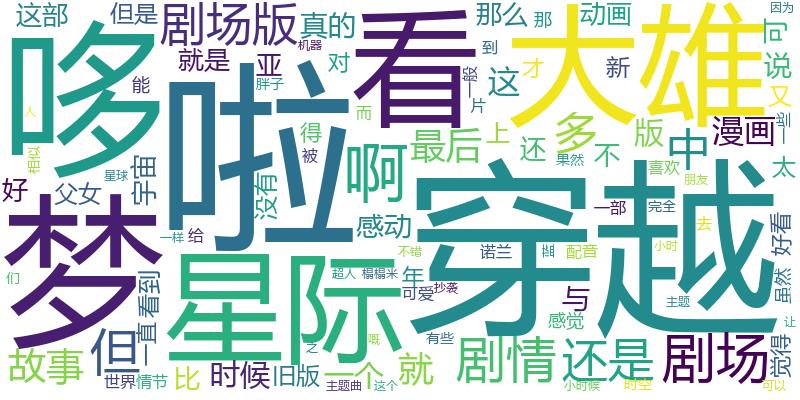 这部
但是
剧场版
真的
那么
那
动画
因为
可
哆
就是
亚
机器
胖子
对
看
到
一般
片
这
大雄
才
新
说
又
一些
能
啦
人
相似
星球
宇宙
没有
得
被
而
啊
最后
上
还
多
果然
不
版
中
喜欢
漫画
太
朋友
好
父女
梦
一样
给
感动
穿越
一部
完全
去
小时
好看
虽然
们
一直
看到
星际
超人
榻榻米
不错
诺兰
跟
配音
年
可爱
抄袭
与
感觉
主题
让
但
故事
世界
情节
比
时候
旧版
之
嘅
一个
主题曲
这个
就
有些
剧情
还是
小时候
时空
剧场
觉得
可以